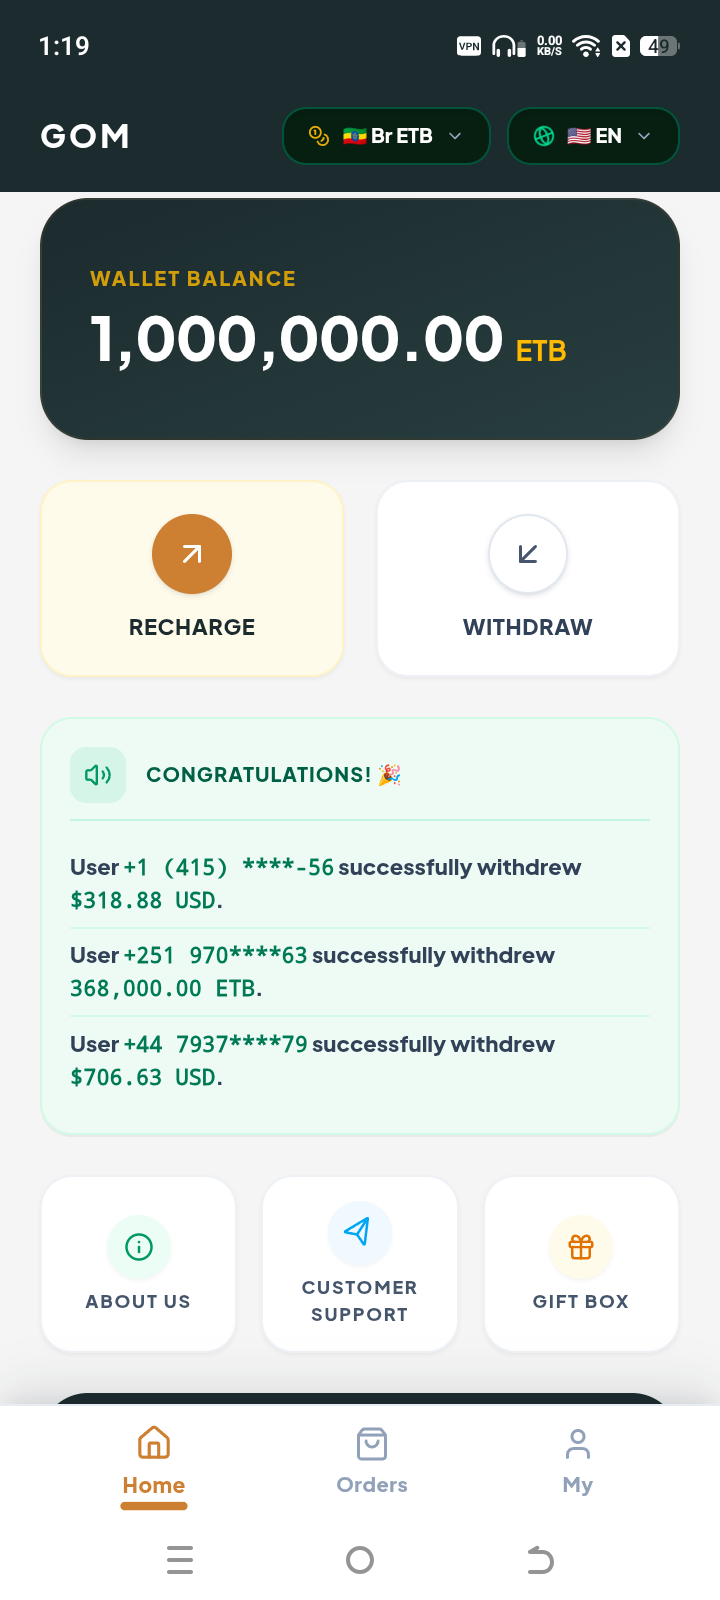 1:19
VPN
0.00
KB/S
49
GOM
🇪🇹 Br ETB
🇺🇸 EN
WALLET BALANCE
1,000,000.00 ETB
RECHARGE
WITHDRAW
CONGRATULATIONS! 🎉
User +1 (415) ****-56 successfully withdrew
$318.88 USD.
User +251 970****63 successfully withdrew
368,000.00 ETB.
User +44 7937****79 successfully withdrew
$706.63 USD.
ABOUT US
CUSTOMER
SUPPORT
GIFT BOX
Home
Orders
My